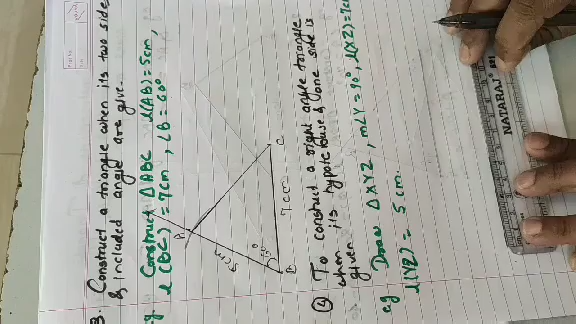 3. Construct a triangle when its two side
& included angle are give.
eg Construct △ABC l(AB)=5cm,
l(BC)=7cm, ∠B=60°
A
5cm
B
7cm
C
④ To construct a right angle triangle
when its hypotenuse & one side is
given
eg Draw △XYZ, m∠Y=90°, l(XZ)=7cm
l(YZ) = 5 cm.
NATARAJ